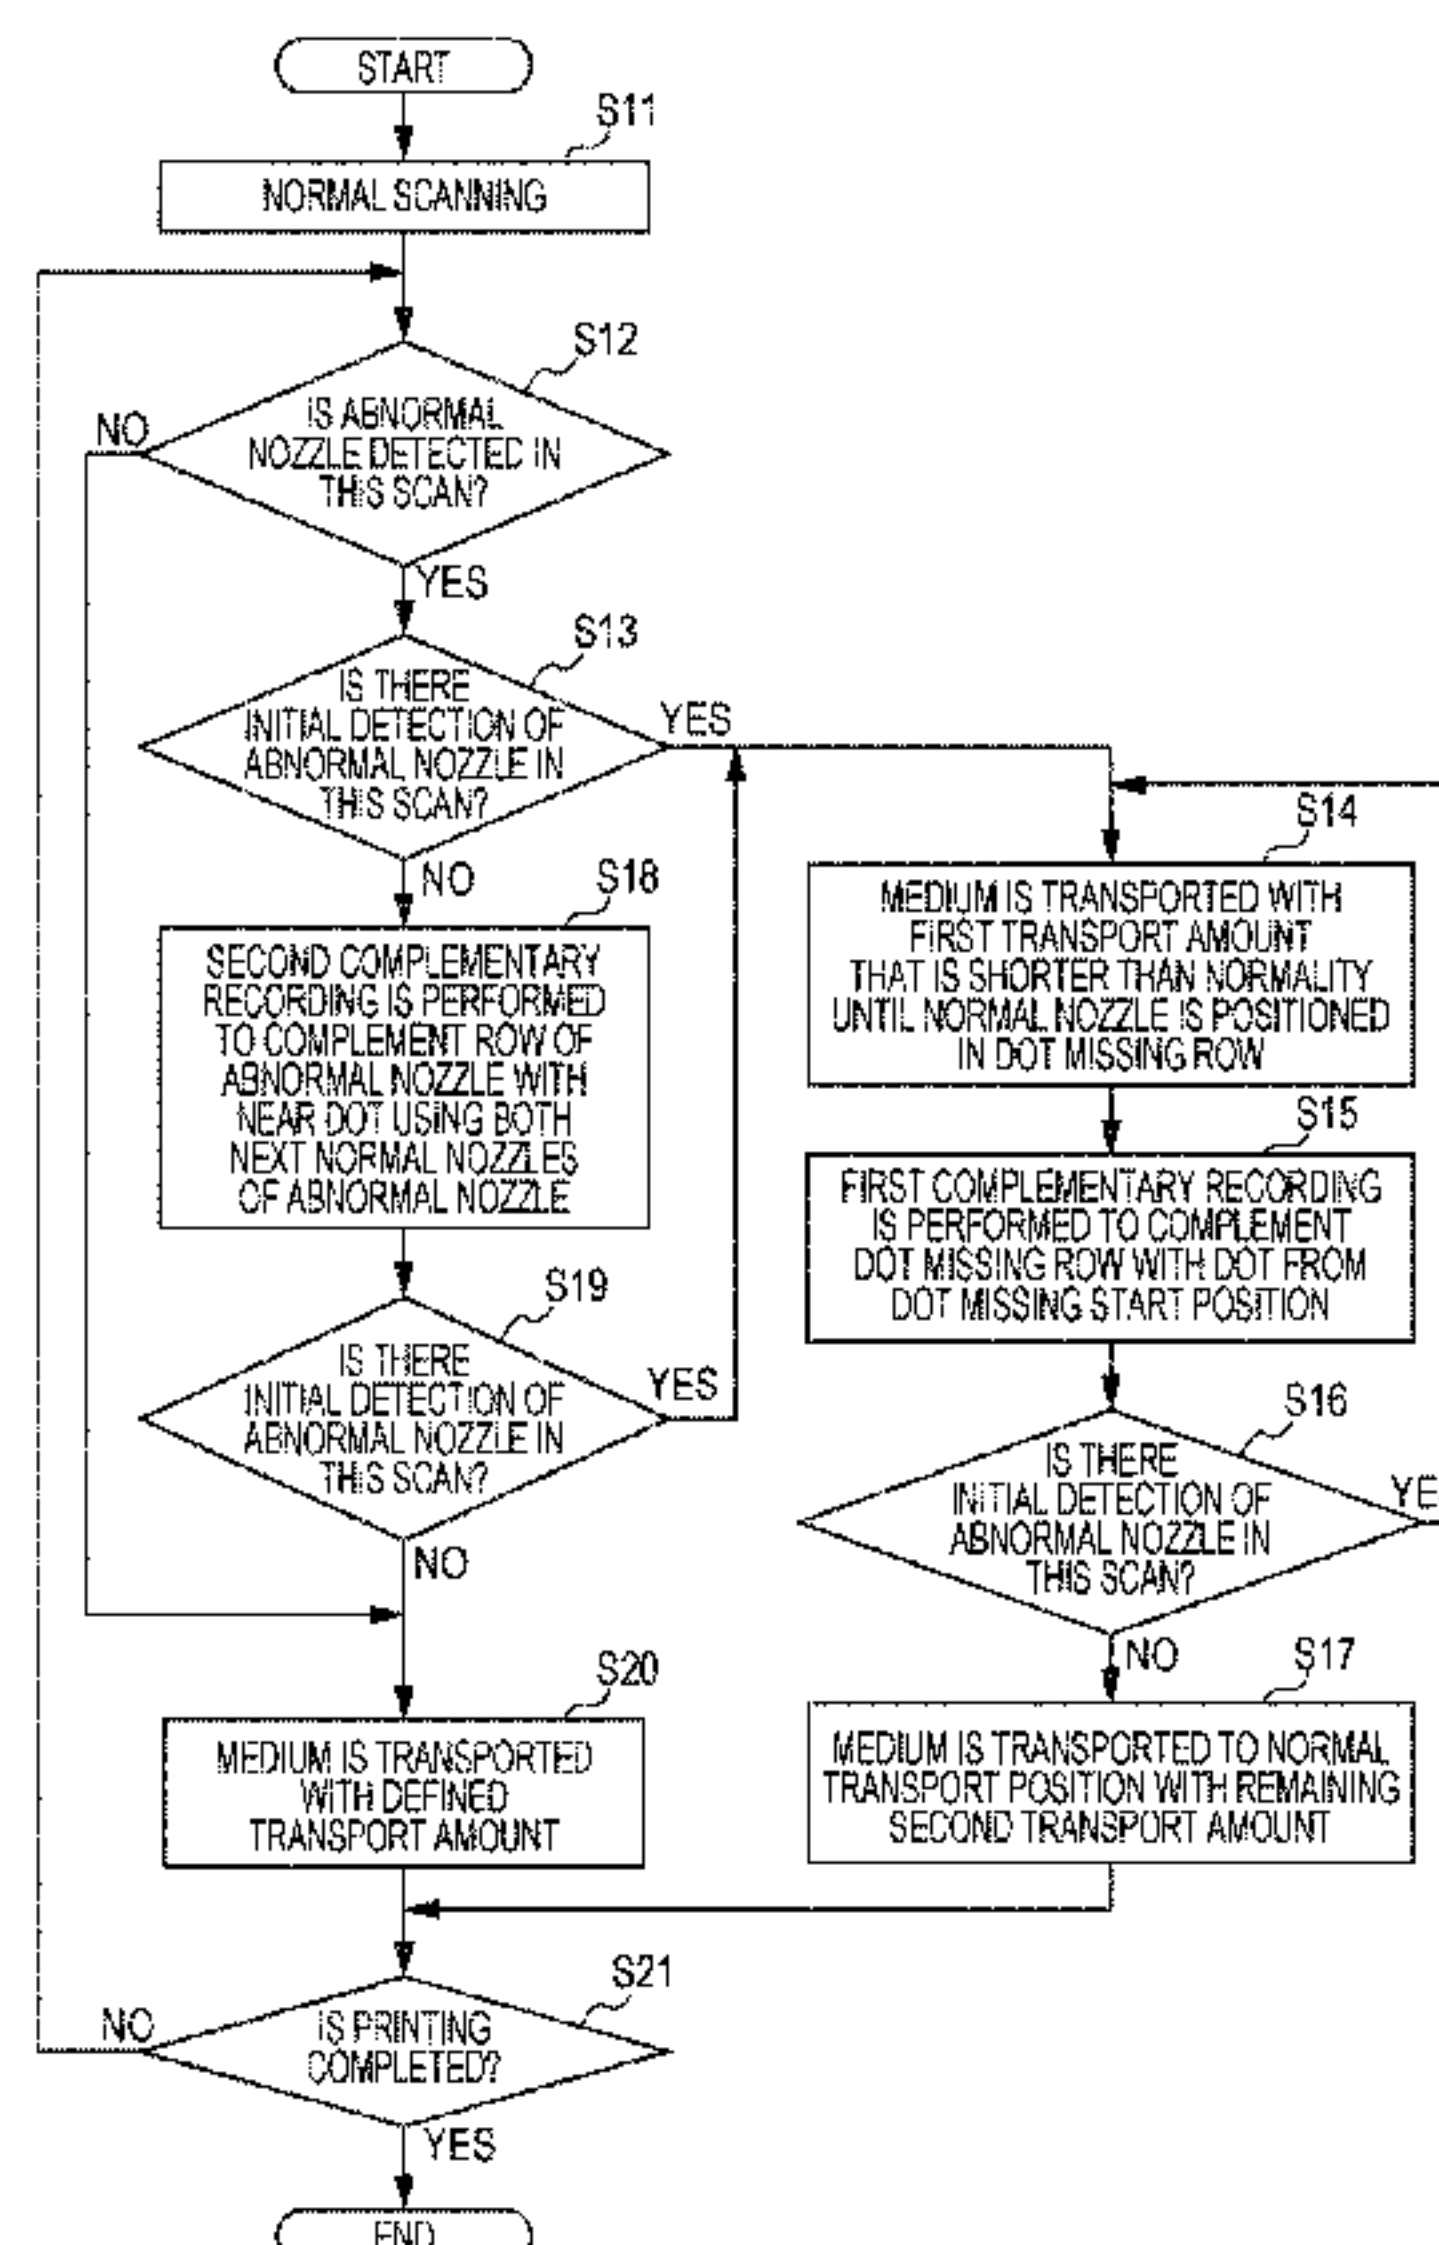 START
S11
NORMAL SCANNING
S12
IS ABNORMAL
NOZZLE DETECTED IN
THIS SCAN?
NO
YES
S13
IS THERE
INITIAL DETECTION OF
ABNORMAL NOZZLE IN
THIS SCAN?
YES
NO
S18
SECOND COMPLEMENTARY
RECORDING IS PERFORMED
TO COMPLEMENT ROW OF
ABNORMAL NOZZLE WITH
NEAR DOT USING BOTH
NEXT NORMAL NOZZLES
OF ABNORMAL NOZZLE
S19
IS THERE
INITIAL DETECTION OF
ABNORMAL NOZZLE IN
THIS SCAN?
YES
NO
S14
MEDIUM IS TRANSPORTED WITH
FIRST TRANSPORT AMOUNT
THAT IS SHORTER THAN NORMALITY
UNTIL NORMAL NOZZLE IS POSITIONED
IN DOT MISSING ROW
S15
FIRST COMPLEMENTARY RECORDING
IS PERFORMED TO COMPLEMENT
DOT MISSING ROW WITH DOT FROM
DOT MISSING START POSITION
S16
IS THERE
INITIAL DETECTION OF
ABNORMAL NOZZLE IN
THIS SCAN?
YE
NO
S17
MEDIUM IS TRANSPORTED TO NORMAL
TRANSPORT POSITION WITH REMAINING
SECOND TRANSPORT AMOUNT
S20
MEDIUM IS TRANSPORTED
WITH DEFINED
TRANSPORT AMOUNT
S21
IS PRINTING
COMPLETED?
NO
YES
END